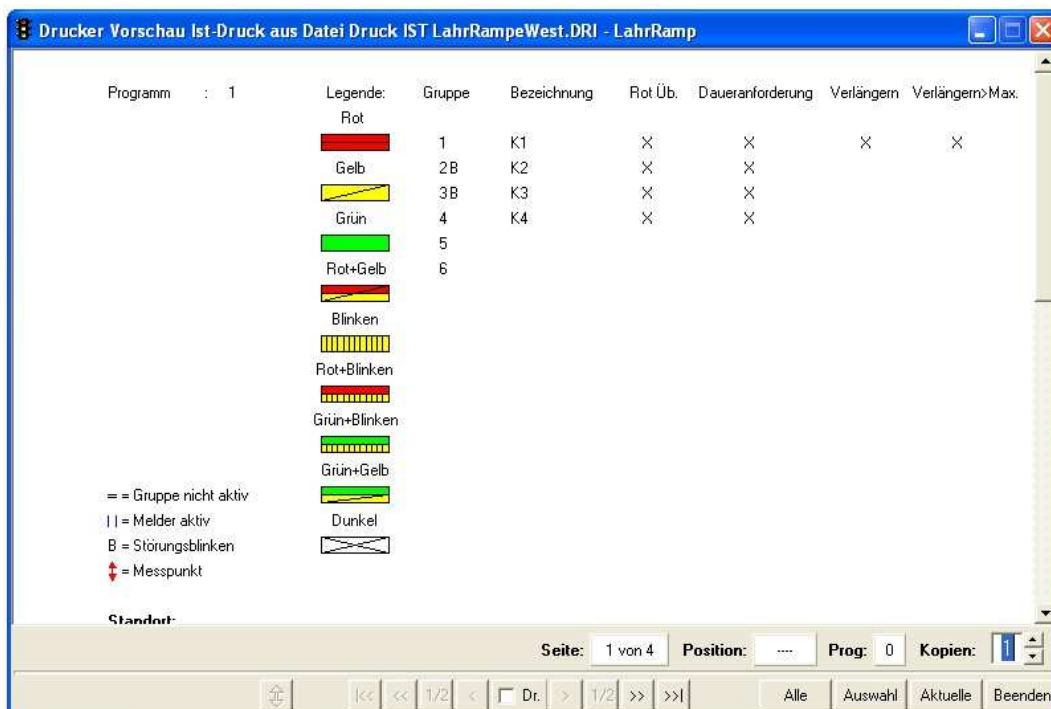 Drucker Vorschau Ist-Druck aus Datei Druck IST LahrRampeWest.DRI - LahrRamp
Programm : 1 Legende: Gruppe Bezeichnung Rot Üb. Daueranforderung Verlängern Verlängern>Max.
Rot
1 K1 X X X X
Gelb 2B K2 X X
3B K3 X X
Grün 4 K4 X X
5
Rot+Gelb 6
Blinken
Rot+Blinken
Grün+Blinken
Grün+Gelb
= = Gruppe nicht aktiv
| | = Melder aktiv Dunkel
B = Störungsblinken
= Messpunkt
Standort:
Seite: 1 von 4 Position: ---- Prog: 0 Kopien: 1
|<< << 1/2 < Dr. > 1/2 >> >>| Alle Auswahl Aktuelle Beenden